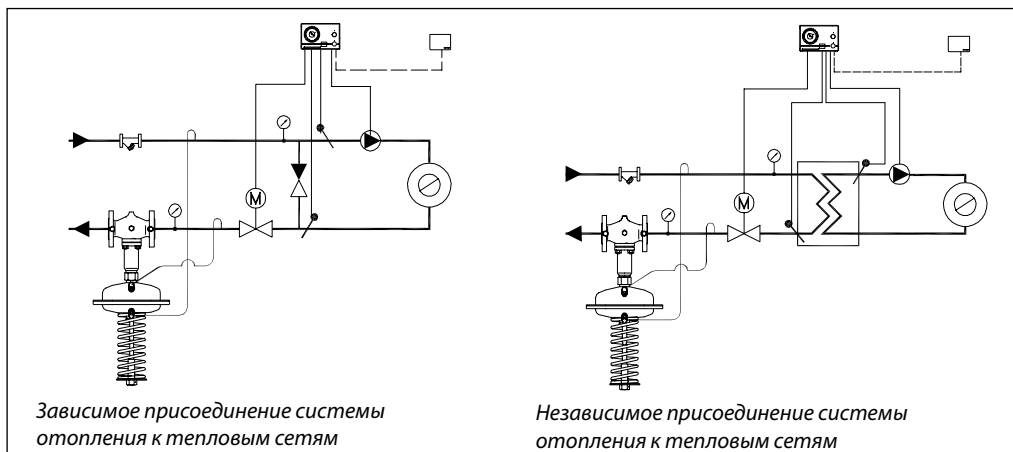 M
M
Зависимое присоединение системы
отопления к тепловым сетям
Независимое присоединение системы
отопления к тепловым сетям